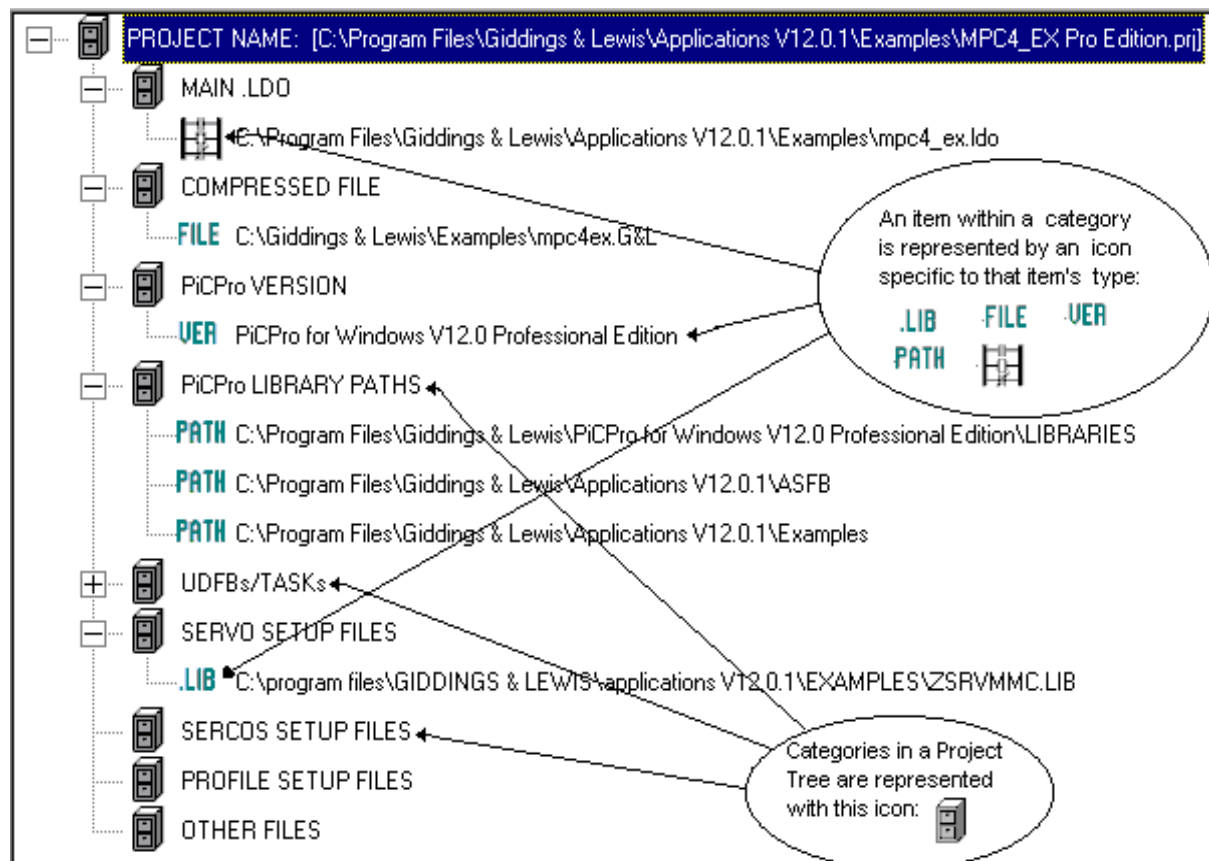 PROJECT NAME: [C:\Program Files\Giddings & Lewis\Applications V12.0.1\Examples\MPC4_EX Pro Edition.prj]
MAIN .LDO
C:\Program Files\Giddings & Lewis\Applications V12.0.1\Examples\mpc4_ex.ldo
COMPRESSED FILE
FILE C:\Giddings & Lewis\Examples\mpc4ex.G&L
PiCPro VERSION
VER PiCPro for Windows V12.0 Professional Edition
PiCPro LIBRARY PATHS
PATH C:\Program Files\Giddings & Lewis\PiCPro for Windows V12.0 Professional Edition\LIBRARIES
PATH C:\Program Files\Giddings & Lewis\Applications V12.0.1\ASFB
PATH C:\Program Files\Giddings & Lewis\Applications V12.0.1\Examples
UDFBs/TASKs
SERVO SETUP FILES
.LIB C:\program files\GIDDINGS & LEWIS\applications V12.0.1\EXAMPLES\ZSRVMMC.LIB
SERCOS SETUP FILES
PROFILE SETUP FILES
OTHER FILES
An item within a category
is represented by an icon
specific to that item's type:
.LIB .FILE .VER
PATH
Categories in a Project
Tree are represented
with this icon: